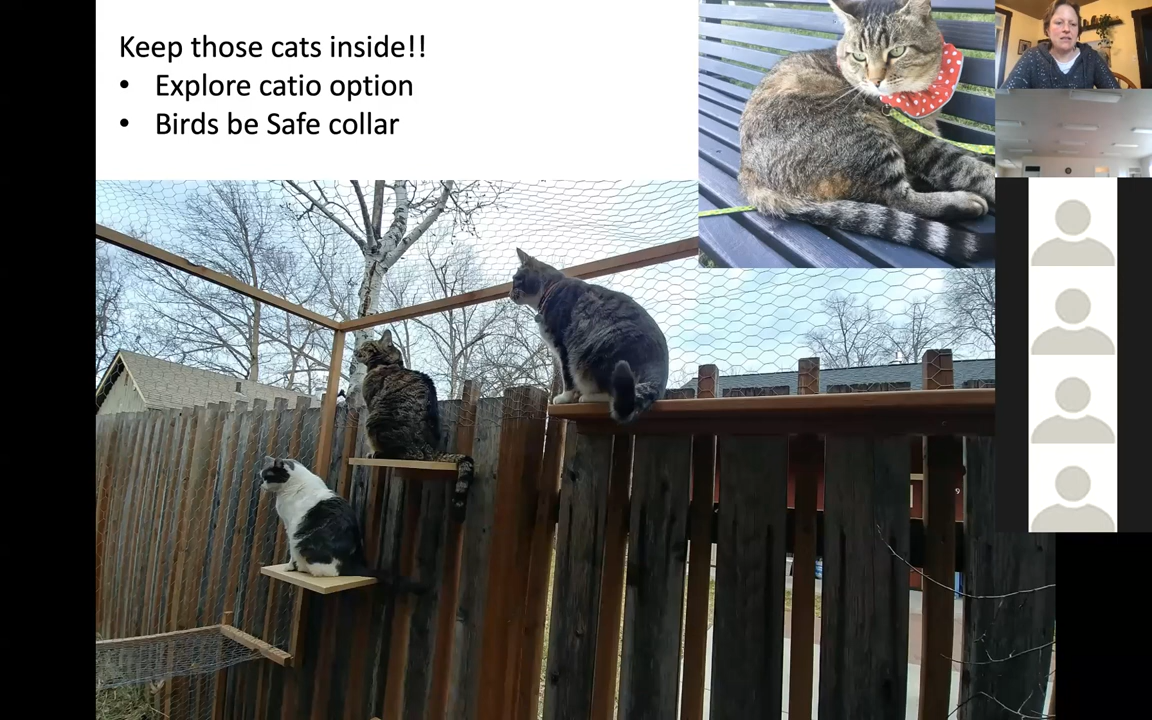 Keep those cats inside!!
• Explore catio option
• Birds be Safe collar